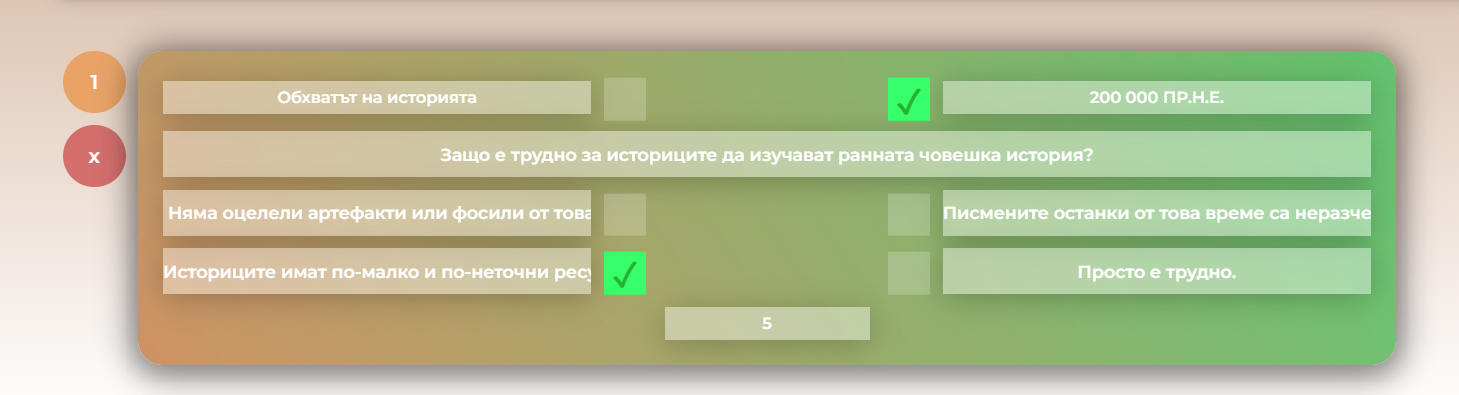 1
Обхватът на историята
✓ 200 000 ПР.Н.Е.
x
Защо е трудно за историците да изучават ранната човешка история?
Няма оцелели артефакти или фосили от това
Писмените останки от това време са неразче
Историците имат по-малко и по-неточни ресу ✓
Просто е трудно.
5